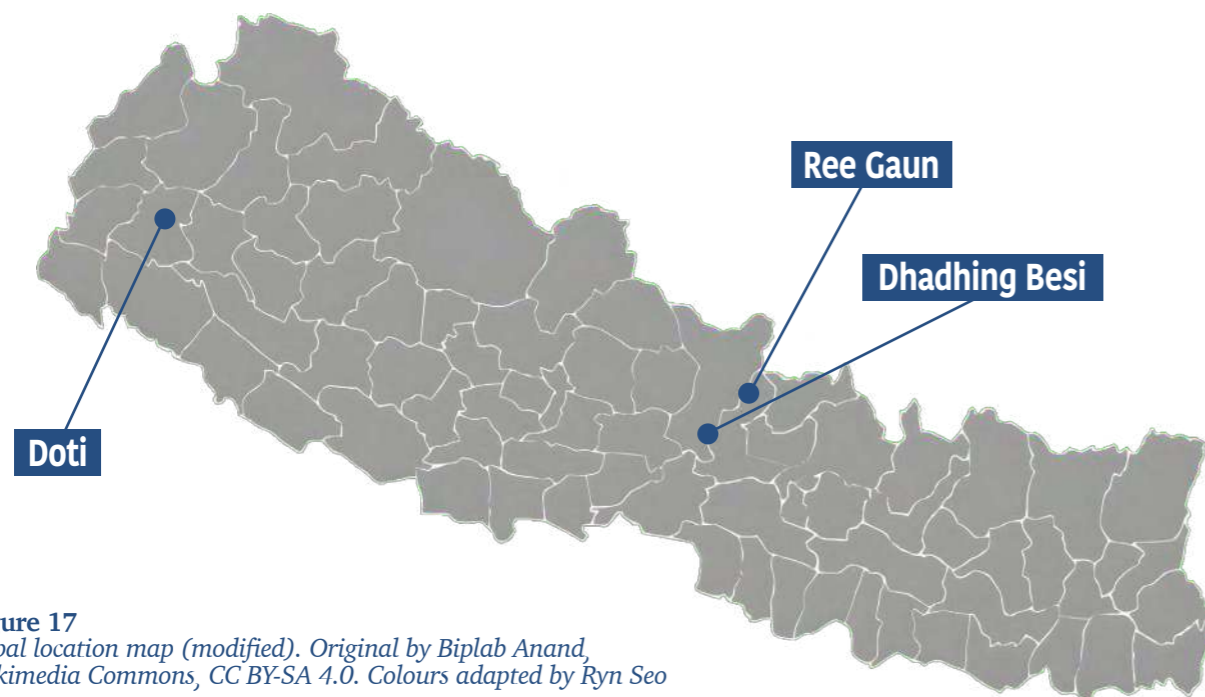 Ree Gaun
Dhadhing Besi
Doti
ure 17
pal location map (modified). Original by Biplab Anand,
kimedia Commons, CC BY-SA 4.0. Colours adapted by Ryn Seo